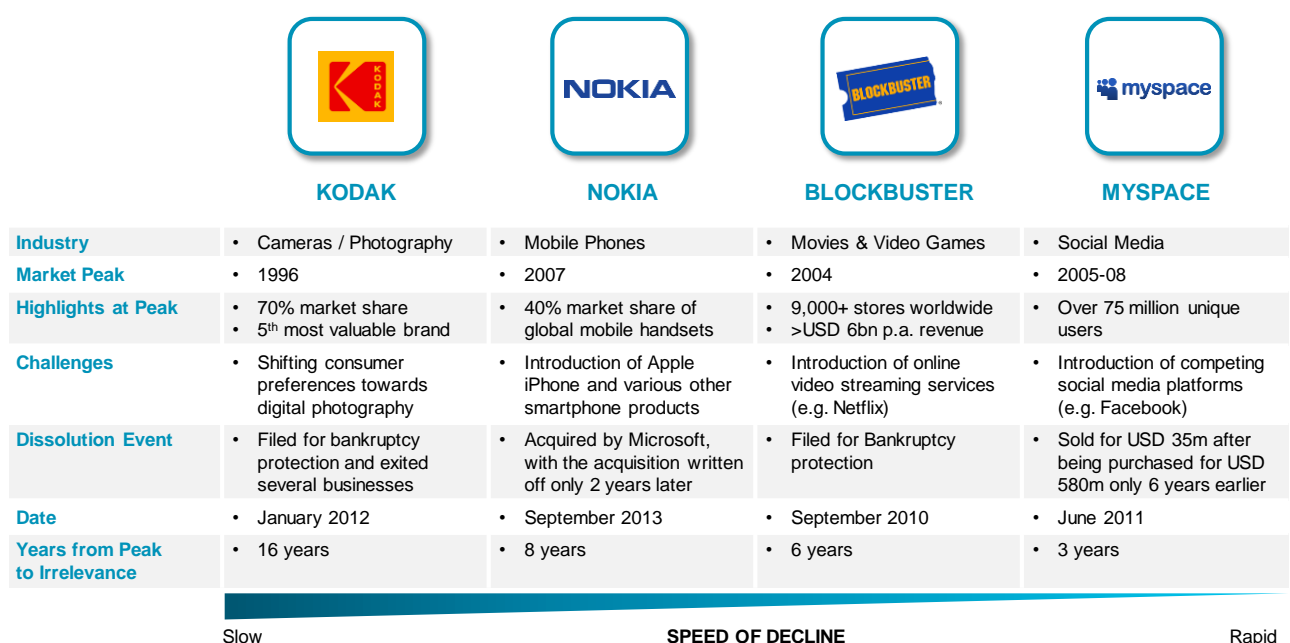 KODAK
NOKIA
BLOCKBUSTER
myspace
KODAK
NOKIA
BLOCKBUSTER
MYSPACE
Industry
• Cameras / Photography
• Mobile Phones
• Movies & Video Games
• Social Media
Market Peak
• 1996
• 2007
• 2004
• 2005-08
Highlights at Peak
• 70% market share
• 5th most valuable brand
• 40% market share of
global mobile handsets
• 9,000+ stores worldwide
• >USD 6bn p.a. revenue
• Over 75 million unique
users
Challenges
• Shifting consumer
preferences towards
digital photography
• Introduction of Apple
iPhone and various other
smartphone products
• Introduction of online
video streaming services
(e.g. Netflix)
• Introduction of competing
social media platforms
(e.g. Facebook)
Dissolution Event
• Filed for bankruptcy
protection and exited
several businesses
• Acquired by Microsoft,
with the acquisition written
off only 2 years later
• Filed for Bankruptcy
protection
• Sold for USD 35m after
being purchased for USD
580m only 6 years earlier
Date
• January 2012
• September 2013
• September 2010
• June 2011
Years from Peak
to Irrelevance
• 16 years
• 8 years
• 6 years
• 3 years
Slow
SPEED OF DECLINE
Rapid